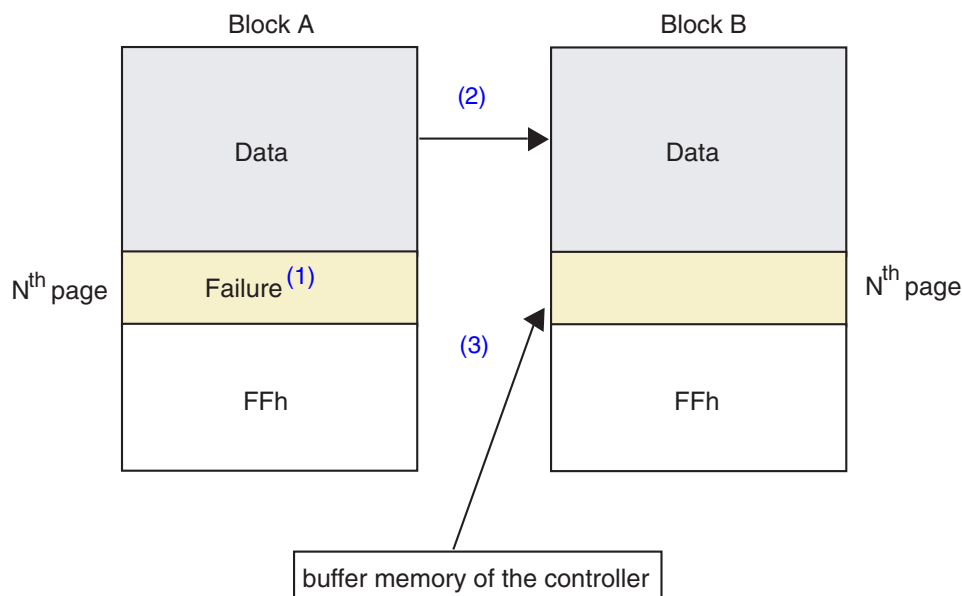 Block A
Block B
(2)
Data
Data
Nth page
Failure(1)
Nth page
(3)
FFh
FFh
buffer memory of the controller